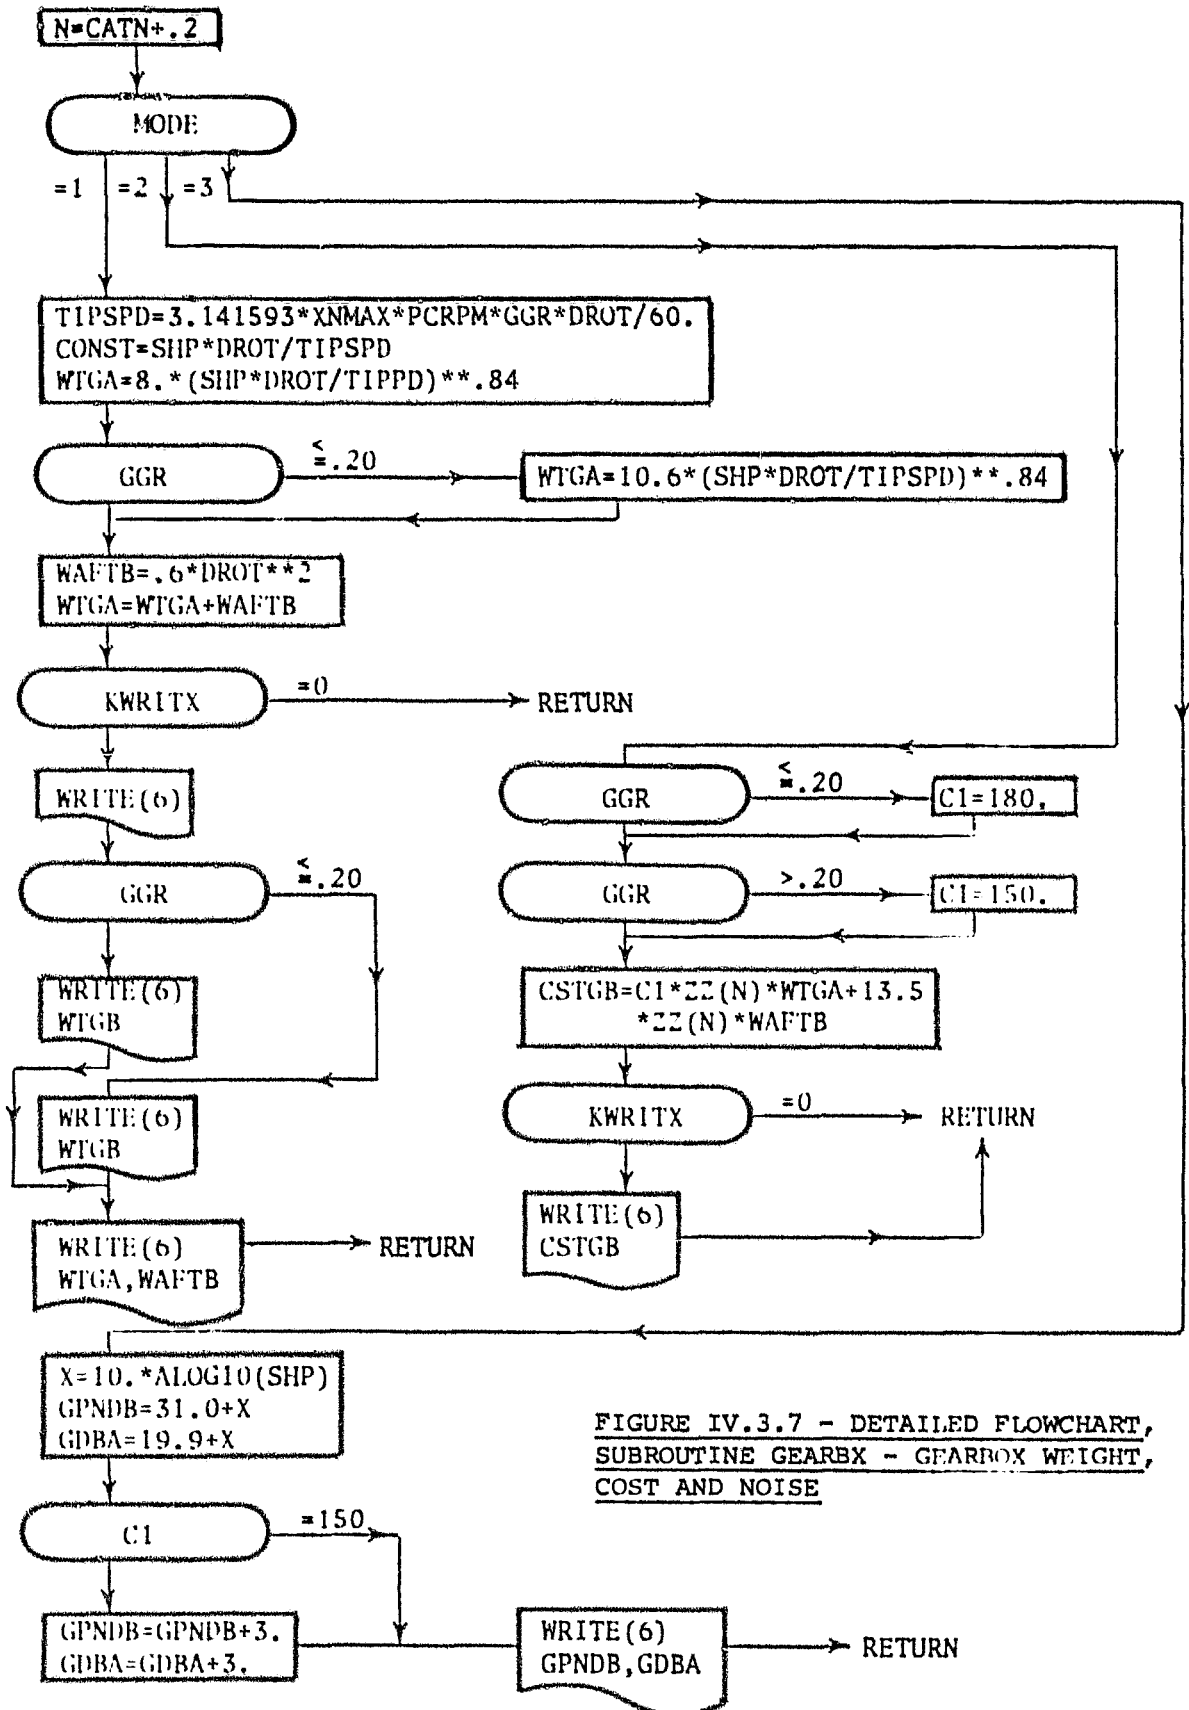 N=CATN+.2
MODE
=1 =2 =3
TIPSPD=3.141593*XNMAX*PCRPM*GGR*DROT/60.
CONST=SHP*DROT/TIPSPD
WTGA=8.*(SHP*DROT/TIPPD)**.84
GGR
≤.20
WTGA=10.6*(SHP*DROT/TIPSPD)**.84
WAFTB=.6*DROT**2
WTGA=WTGA+WAFTB
KWRITX
=0
RETURN
WRITE(6)
GGR
≤.20
WRITE(6)
WTGB
WRITE(6)
WTGB
WRITE(6)
WTGA,WAFTB
RETURN
GGR
≤.20
C1=180.
GGR
>.20
C1=150.
CSTGB=C1*ZZ(N)*WTGA+13.5
*ZZ(N)*WAFTB
KWRITX
=0
RETURN
WRITE(6)
CSTGB
X=10.*ALOG10(SHP)
GPNDB=31.0+X
GDBA=19.9+X
C1
=150
GPNDB=GPNDB+3.
GDBA=GDBA+3.
WRITE(6)
GPNDB,GDBA
RETURN
FIGURE IV.3.7 - DETAILED FLOWCHART,
SUBROUTINE GEARBX - GEARBOX WEIGHT,
COST AND NOISE